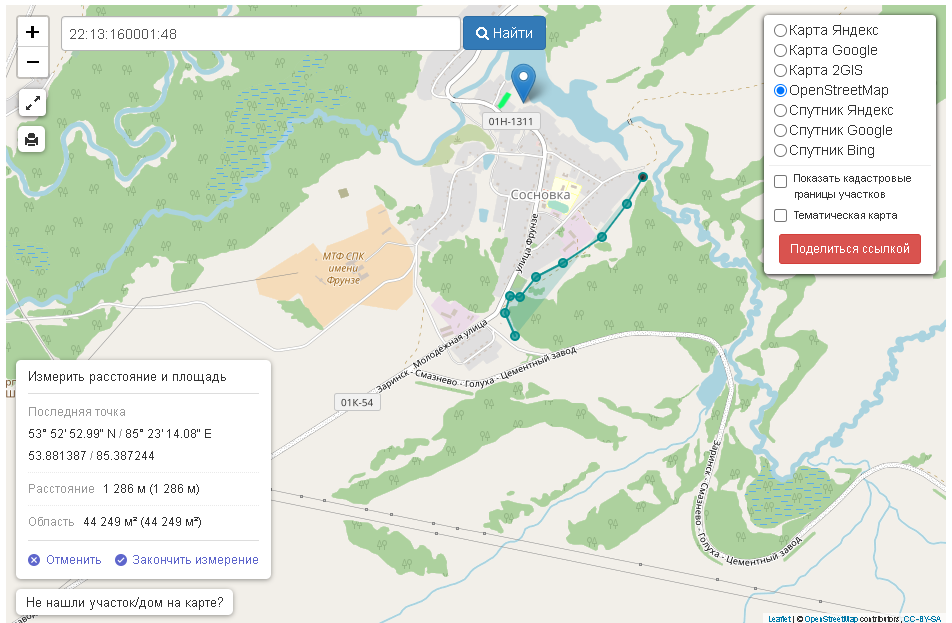 +
22:13:160001:48
Найти
−
Карта Яндекс
Карта Google
Карта 2GIS
OpenStreetMap
Спутник Яндекс
Спутник Google
Спутник Bing
Показать кадастровые
границы участков
Тематическая карта
Поделиться ссылкой
01Н-1311
Сосновка
улица Фрунзе
МТФ СПК
имени
Фрунзе
Заринск - Молодёжная улица
- Смазнево - Голуха - Цементный завод
01К-54
Заринск - Смазнево - Голуха - Цементный завод
Измерить расстояние и площадь
Последняя точка
53° 52' 52.99" N / 85° 23' 14.08" E
53.881387 / 85.387244
Расстояние 1 286 м (1 286 м)
Область 44 249 м² (44 249 м²)
Отменить Закончить измерение
Не нашли участок/дом на карте?
Leaflet | © OpenStreetMap contributors, CC-BY-SA